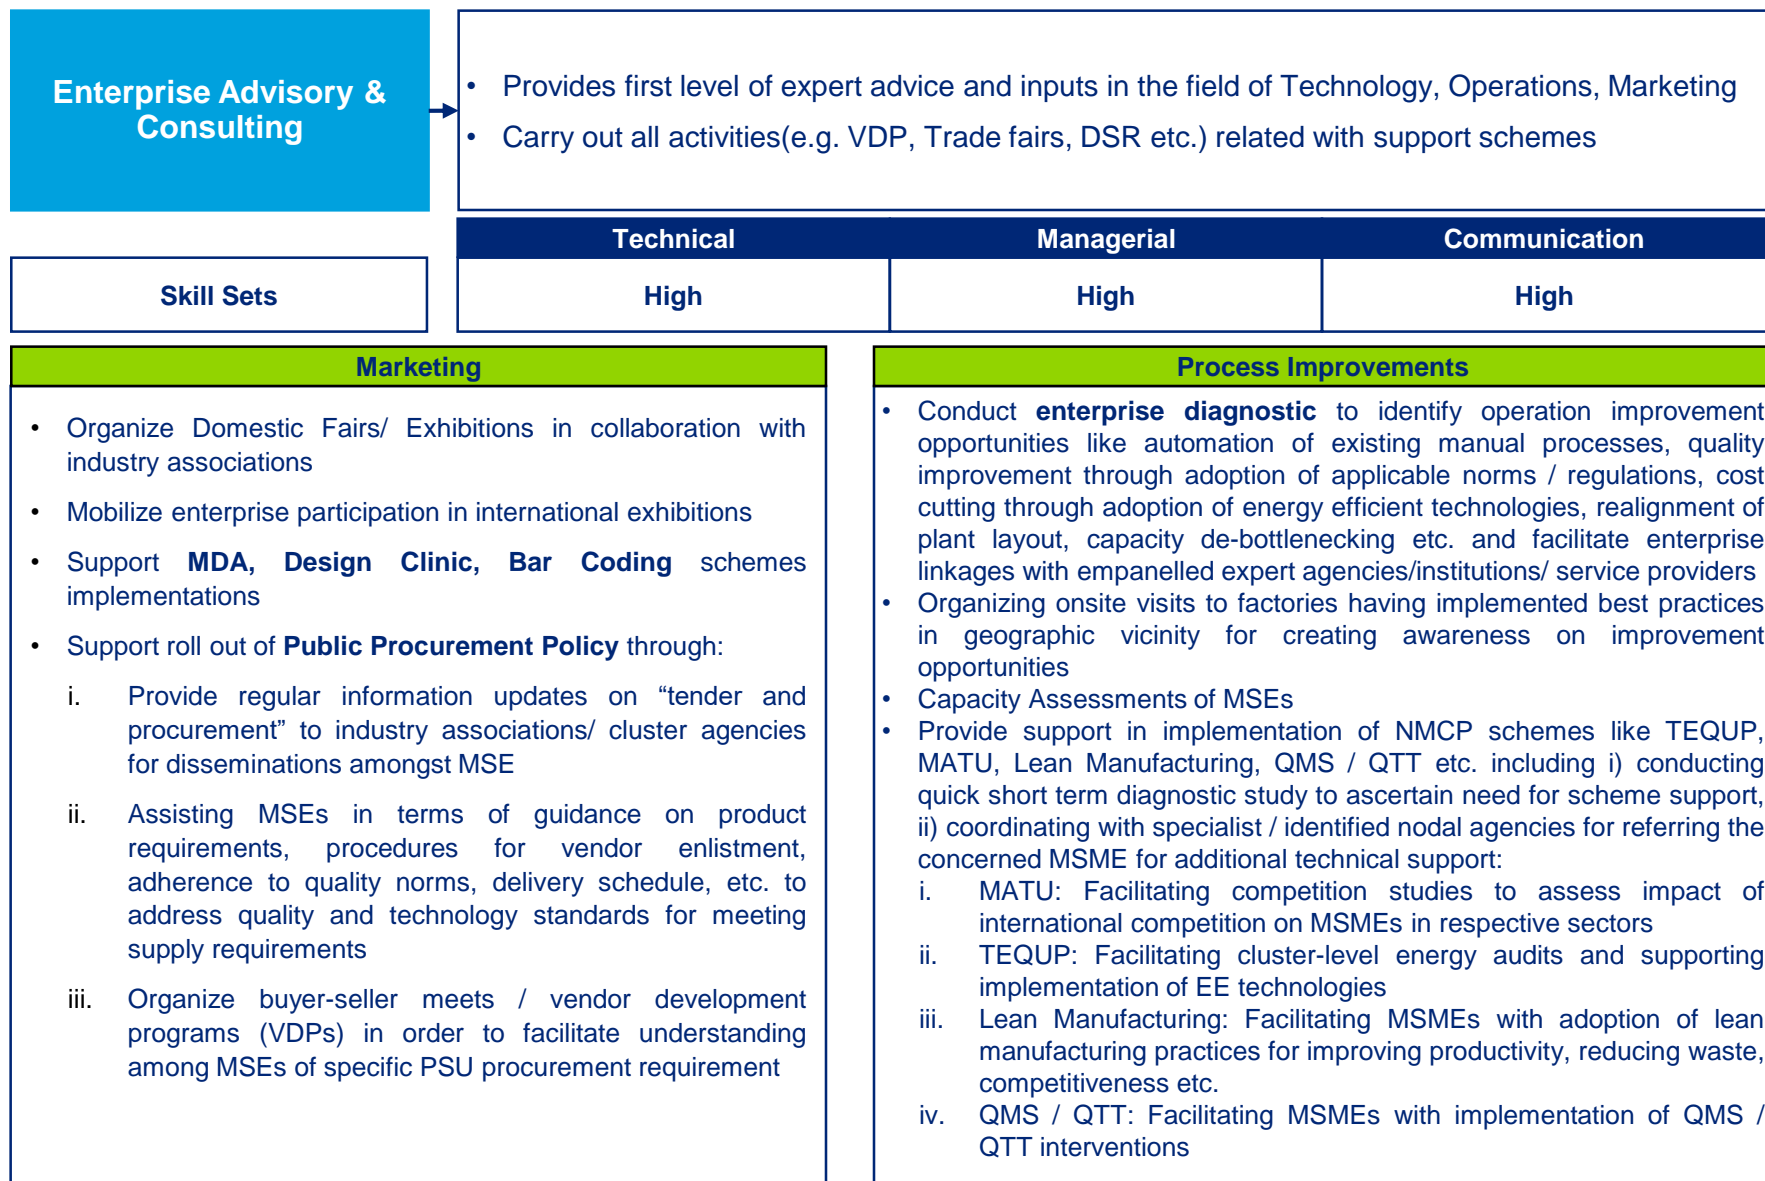 Enterprise Advisory &
Consulting
• Provides first level of expert advice and inputs in the field of Technology, Operations, Marketing
• Carry out all activities(e.g. VDP, Trade fairs, DSR etc.) related with support schemes
Technical Managerial Communication
Skill Sets High High High
Marketing
• Organize Domestic Fairs/ Exhibitions in collaboration with
industry associations
• Mobilize enterprise participation in international exhibitions
• Support MDA, Design Clinic, Bar Coding schemes
implementations
• Support roll out of Public Procurement Policy through:
i. Provide regular information updates on “tender and
procurement” to industry associations/ cluster agencies
for disseminations amongst MSE
ii. Assisting MSEs in terms of guidance on product
requirements, procedures for vendor enlistment,
adherence to quality norms, delivery schedule, etc. to
address quality and technology standards for meeting
supply requirements
iii. Organize buyer-seller meets / vendor development
programs (VDPs) in order to facilitate understanding
among MSEs of specific PSU procurement requirement
Process Improvements
• Conduct enterprise diagnostic to identify operation improvement
opportunities like automation of existing manual processes, quality
improvement through adoption of applicable norms / regulations, cost
cutting through adoption of energy efficient technologies, realignment of
plant layout, capacity de-bottlenecking etc. and facilitate enterprise
linkages with empanelled expert agencies/institutions/ service providers
• Organizing onsite visits to factories having implemented best practices
in geographic vicinity for creating awareness on improvement
opportunities
• Capacity Assessments of MSEs
• Provide support in implementation of NMCP schemes like TEQUP,
MATU, Lean Manufacturing, QMS / QTT etc. including i) conducting
quick short term diagnostic study to ascertain need for scheme support,
ii) coordinating with specialist / identified nodal agencies for referring the
concerned MSME for additional technical support:
i. MATU: Facilitating competition studies to assess impact of
international competition on MSMEs in respective sectors
ii. TEQUP: Facilitating cluster-level energy audits and supporting
implementation of EE technologies
iii. Lean Manufacturing: Facilitating MSMEs with adoption of lean
manufacturing practices for improving productivity, reducing waste,
competitiveness etc.
iv. QMS / QTT: Facilitating MSMEs with implementation of QMS /
QTT interventions